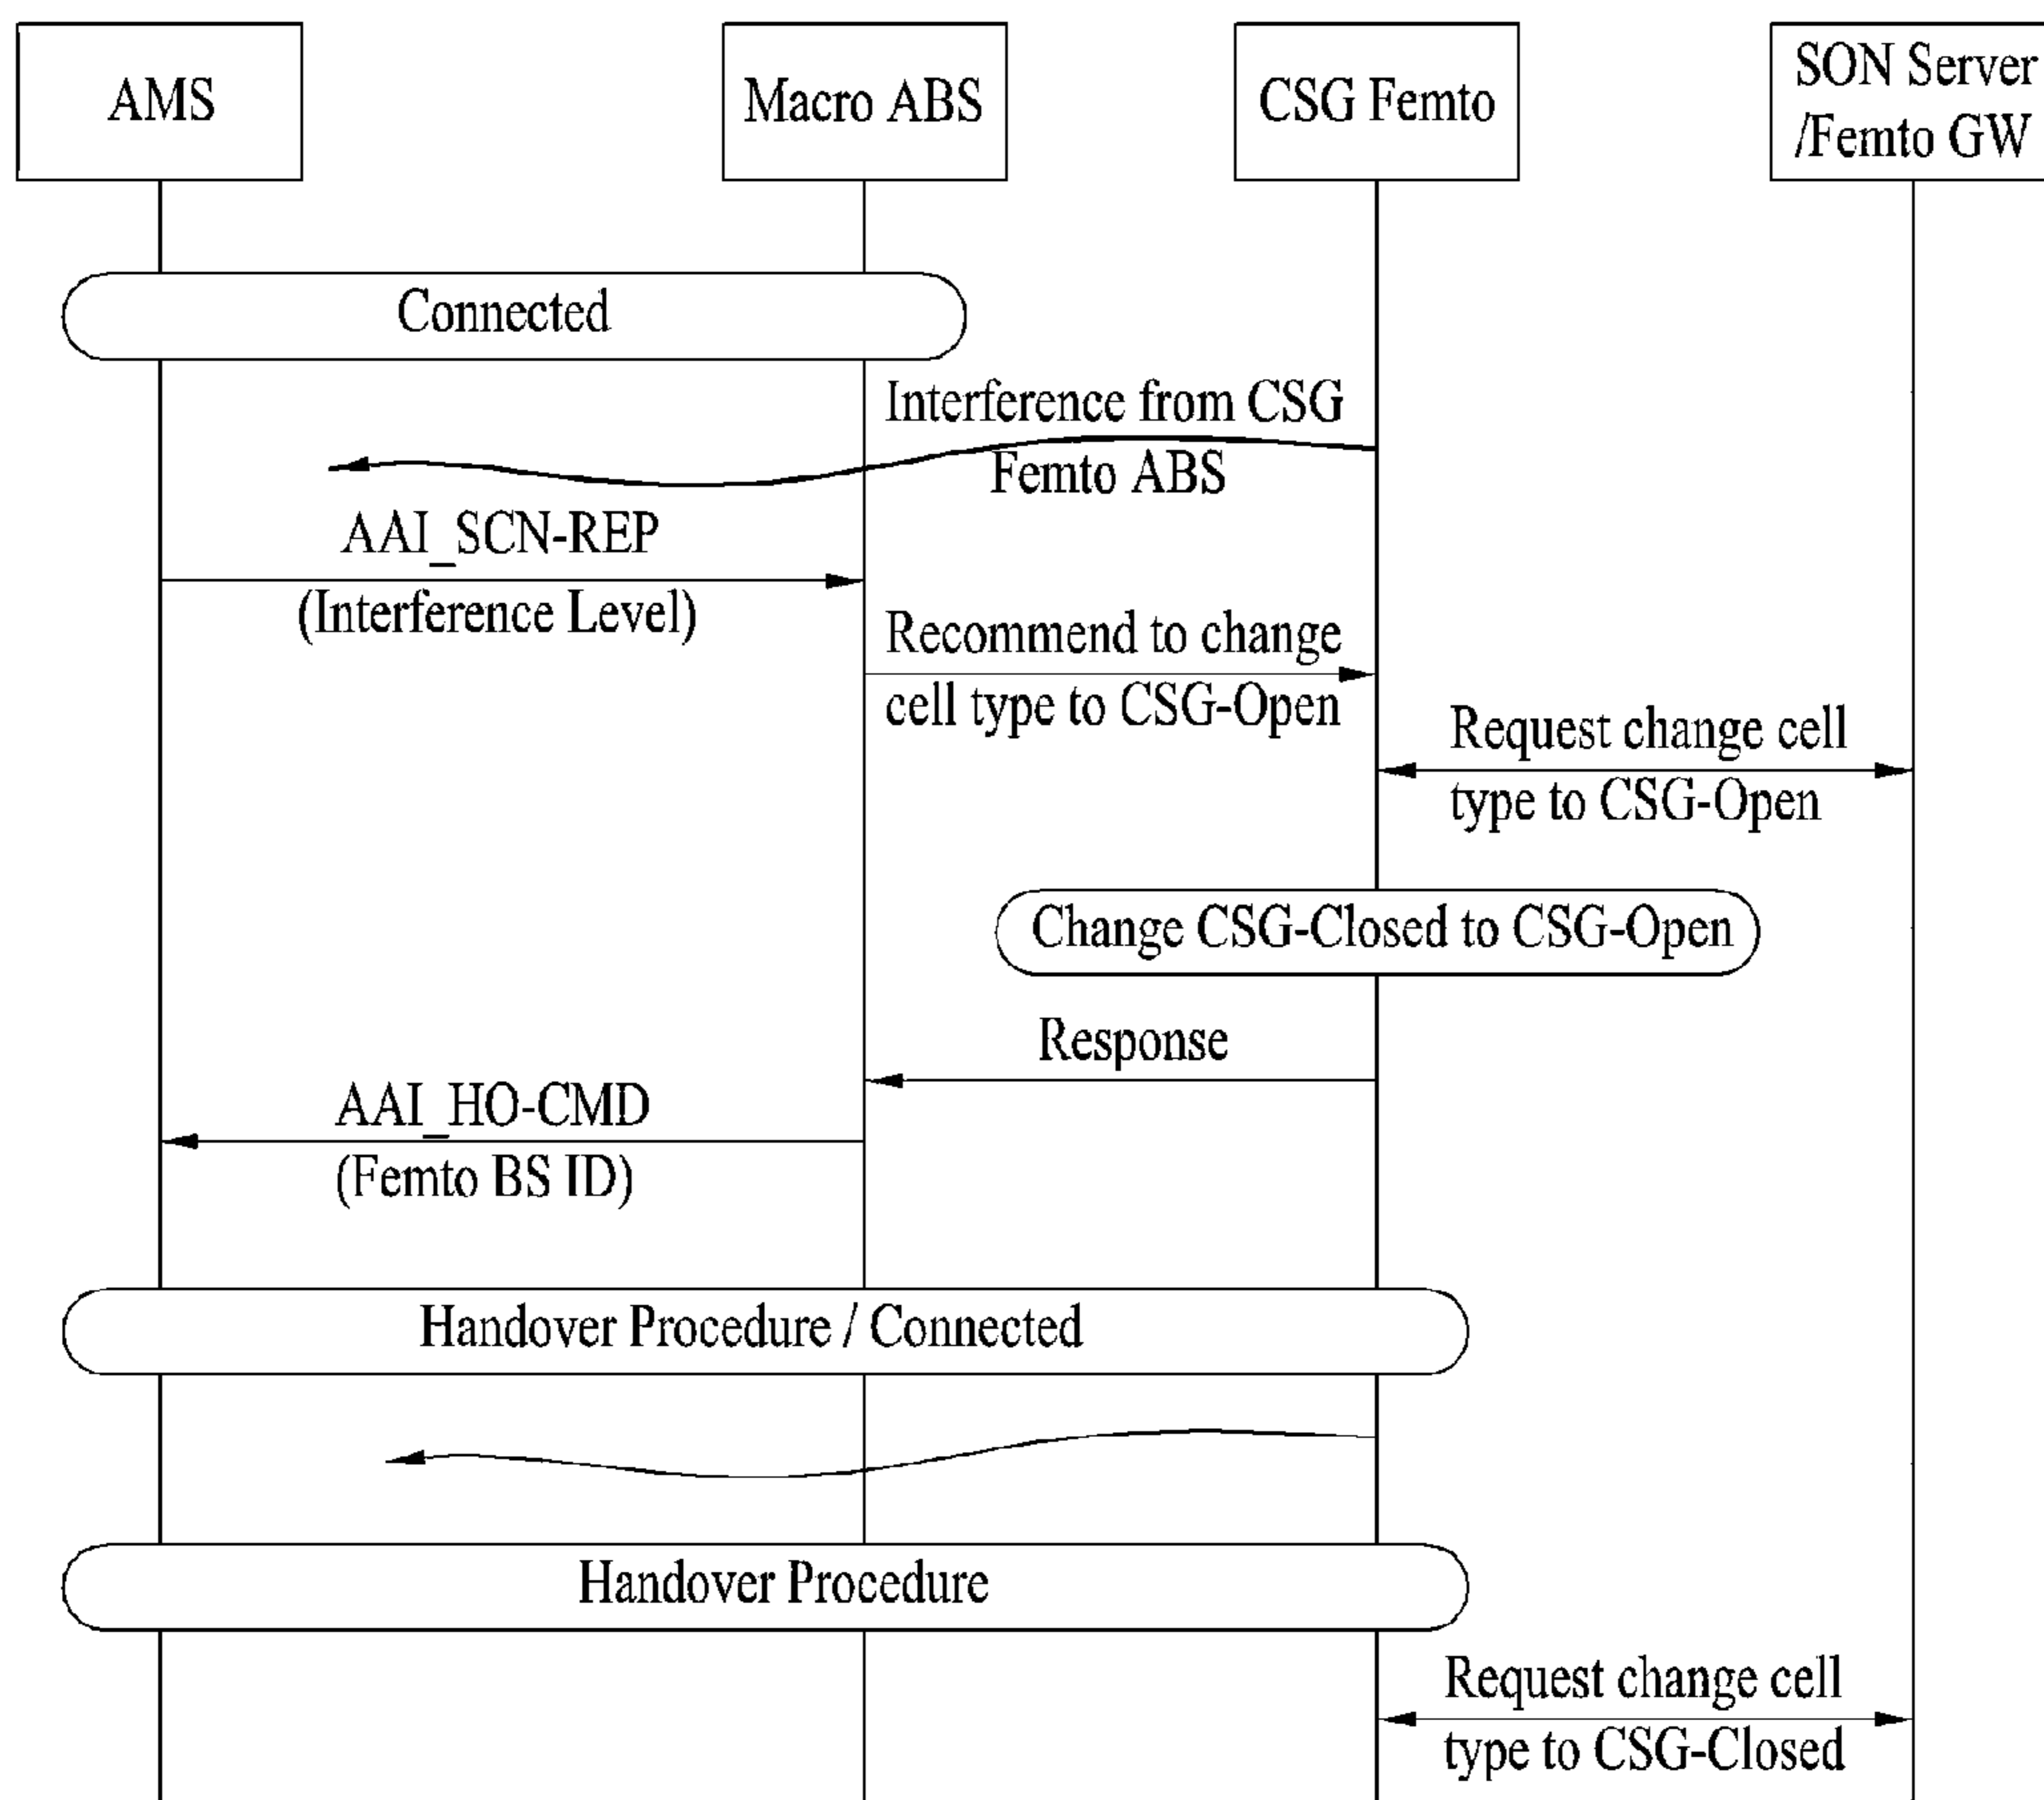 AMS
Macro ABS
CSG Femto
SON Server
/Femto GW
Connected
Interference from CSG
Femto ABS
AAI_SCN-REP
(Interference Level)
Recommend to change
cell type to CSG-Open
Request change cell
type to CSG-Open
Change CSG-Closed to CSG-Open
Response
AAI_HO-CMD
(Femto BS ID)
Handover Procedure / Connected
Handover Procedure
Request change cell
type to CSG-Closed